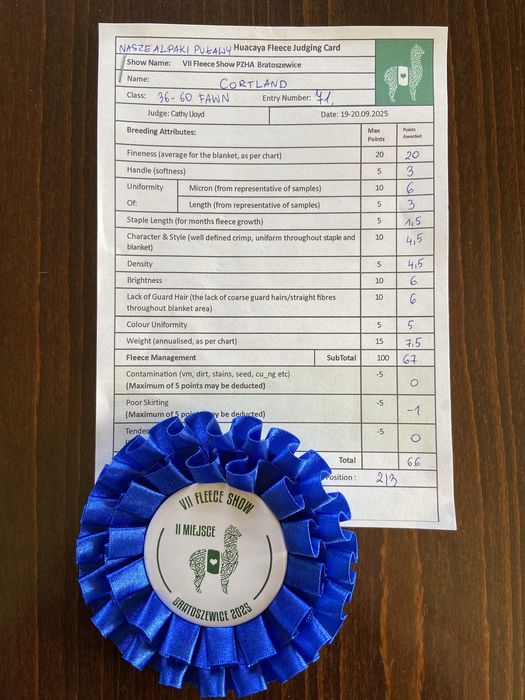 NASZE ALPAKI PUŁAWY Huacaya Fleece Judging Card
Show Name: VII Fleece Show PZHA Bratoszewice
Name: CORTLAND
Class: 36-60 FAWN Entry Number: 71,
Judge: Cathy Lloyd Date: 19-20.09.2025
Breeding Attributes: Max Points Points Awarded
Fineness (average for the blanket, as per chart) 20 20
Handle (softness) 5 3
Uniformity Micron (from representative of samples) 10 6
Of: Length (from representative of samples) 5 3
Staple Length (for months fleece growth) 5 1,5
Character & Style (well defined crimp, uniform throughout staple and 10 4,5
blanket)
Density 5 4,5
Brightness 10 6
Lack of Guard Hair (the lack of coarse guard hairs/straight fibres 10 6
throughout blanket area)
Colour Uniformity 5 5
Weight (annualised, as per chart) 15 7,5
Fleece Management SubTotal 100 67
Contamination (vm, dirt, stains, seed, cu_ng etc) -5 0
(Maximum of 5 points may be deducted)
Poor Skirting -5 -1
(Maximum of 5 may be deducted)
-5 0
Total 66
Position : 2/3
VII FLEECE SHOW
II MIEJSCE
BRATOSZEWICE 2025